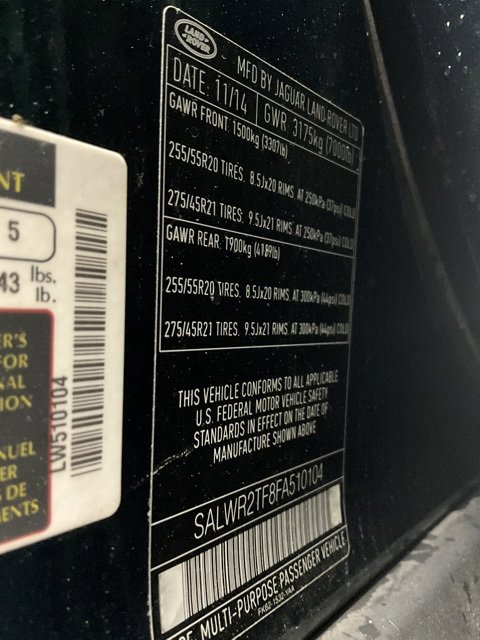 LAND-
ROVER
MFD BY JAGUAR LAND ROVER LTD
DATE: 11/14 GWR: 3175kg (7000lb)
GAWR FRONT: 1500kg (3307lb)
255/55R20 TIRES. 8.5Jx20 RIMS. AT 250kPa (37psi) COLD
275/45R21 TIRES. 9.5Jx21 RIMS. AT 250kPa (37psi) COLD
GAWR REAR: 1900kg (4189lb)
255/55R20 TIRES. 8.5Jx20 RIMS. AT 300kPa (44psi) COLD
275/45R21 TIRES. 9.5Jx21 RIMS. AT 300kPa (44psi) COLD
THIS VEHICLE CONFORMS TO ALL APPLICABLE
U.S. FEDERAL MOTOR VEHICLE SAFETY
STANDARDS IN EFFECT ON THE DATE OF
MANUFACTURE SHOWN ABOVE
SALWR2TF8FA510104
PE. MULTI-PURPOSE PASSENGER VEHICLE
NT
5
43 lbs.
lb.
ER'S
FOR
NAL
TION
NUEL
ER
DE
MENTS
LW510104